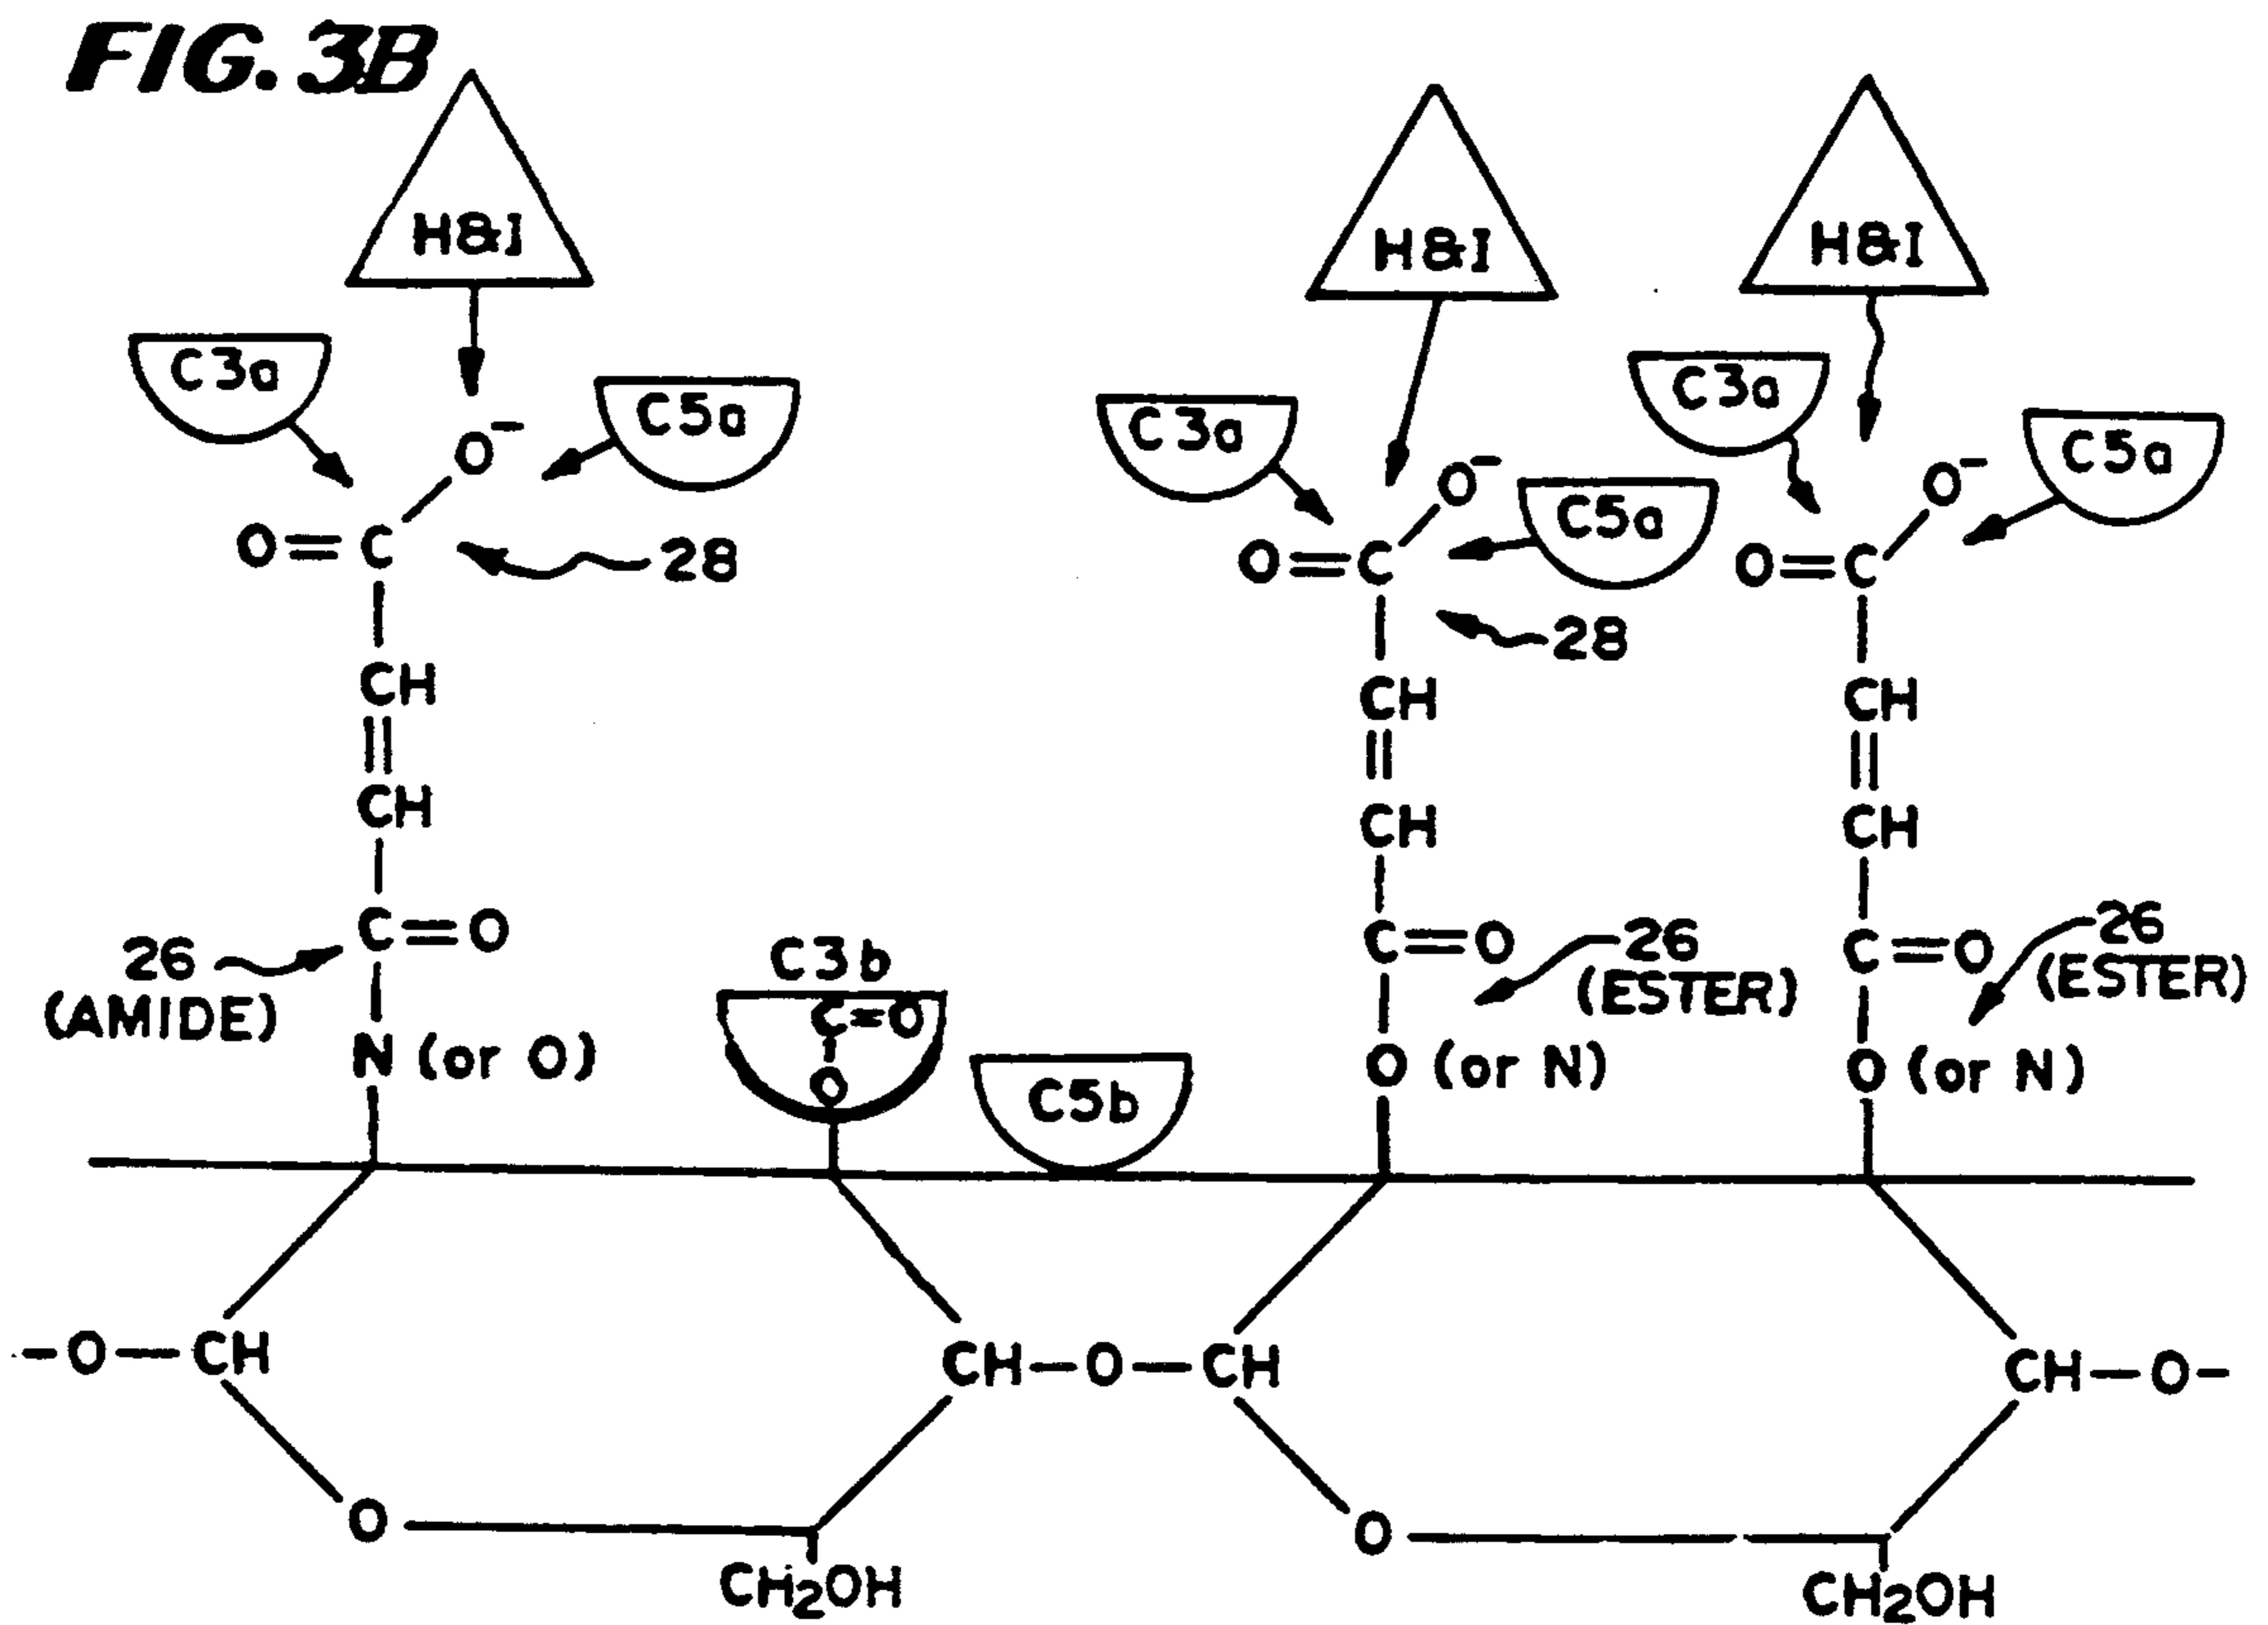 FIG. 3B
H&I H&I H&I
C3a C5a C3a C5a C3a C5a
O⁻ O⁻ O⁻
O=C O=C O=C
28 28
CH CH CH
CH CH CH
C=O C=O C=O
26 (AMIDE)
26 (ESTER)
26 (ESTER)
C3b
C=O
O
C5b
N (or O) O (or N) O (or N)
-O-CH CH-O-CH CH-O-
O O
CH2OH CH2OH